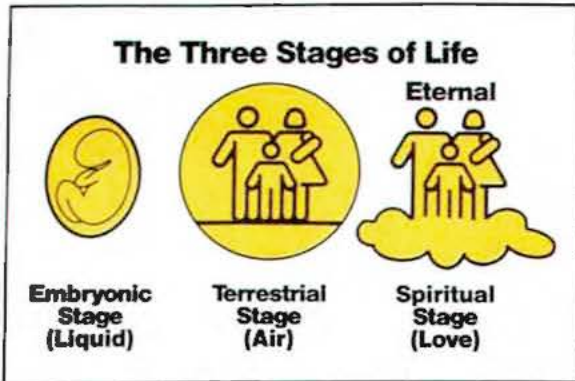 The Three Stages of Life
Eternal
Embryonic
Stage
(Liquid)
Terrestrial
Stage
(Air)
Spiritual
Stage
(Love)